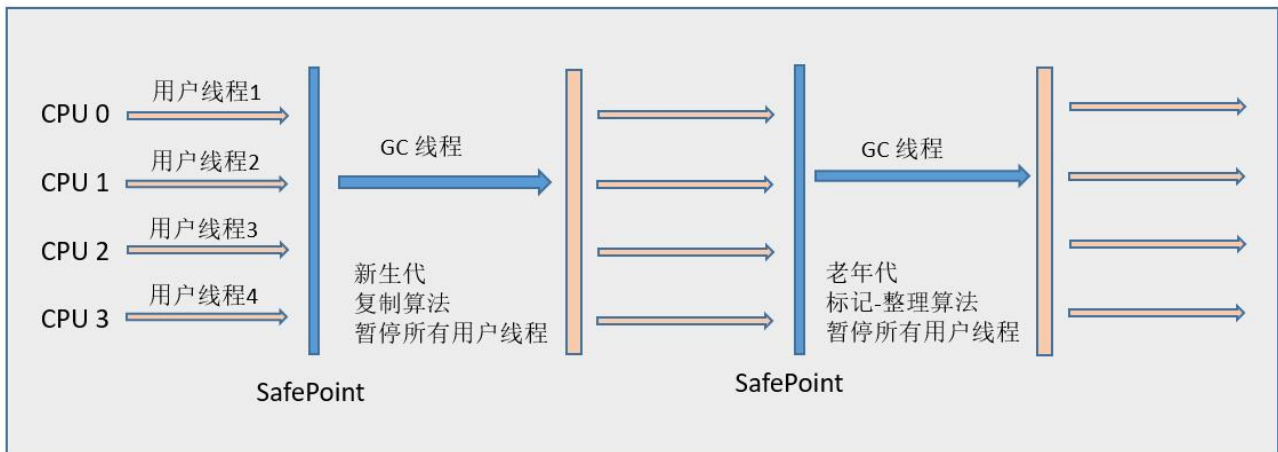 CPU 0
用户线程1
CPU 1
用户线程2
CPU 2
用户线程3
CPU 3
用户线程4
GC 线程
新生代
复制算法
暂停所有用户线程
SafePoint
GC 线程
老年代
标记-整理算法
暂停所有用户线程
SafePoint